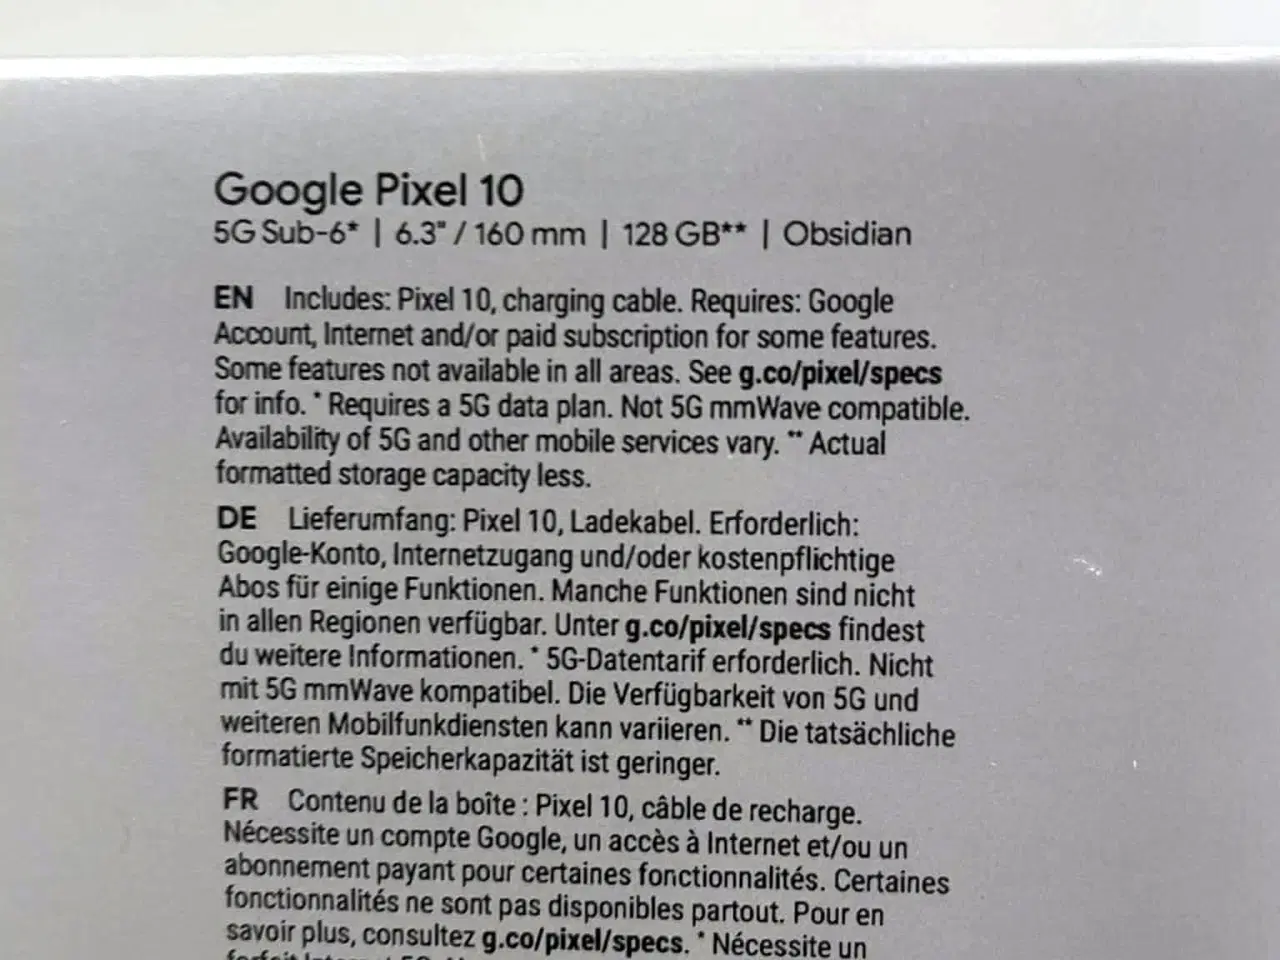 Google Pixel 10
5G Sub-6* | 6.3" / 160 mm | 128 GB** | Obsidian
EN Includes: Pixel 10, charging cable. Requires: Google
Account, Internet and/or paid subscription for some features.
Some features not available in all areas. See g.co/pixel/specs
for info. * Requires a 5G data plan. Not 5G mmWave compatible.
Availability of 5G and other mobile services vary. ** Actual
formatted storage capacity less.
DE Lieferumfang: Pixel 10, Ladekabel. Erforderlich:
Google-Konto, Internetzugang und/oder kostenpflichtige
Abos für einige Funktionen. Manche Funktionen sind nicht
in allen Regionen verfügbar. Unter g.co/pixel/specs findest
du weitere Informationen. * 5G-Datentarif erforderlich. Nicht
mit 5G mmWave kompatibel. Die Verfügbarkeit von 5G und
weiteren Mobilfunkdiensten kann variieren. ** Die tatsächliche
formatierte Speicherkapazität ist geringer.
FR Contenu de la boîte : Pixel 10, câble de recharge.
Nécessite un compte Google, un accès à Internet et/ou un
abonnement payant pour certaines fonctionnalités. Certaines
fonctionnalités ne sont pas disponibles partout. Pour en
savoir plus, consultez g.co/pixel/specs. * Nécessite un